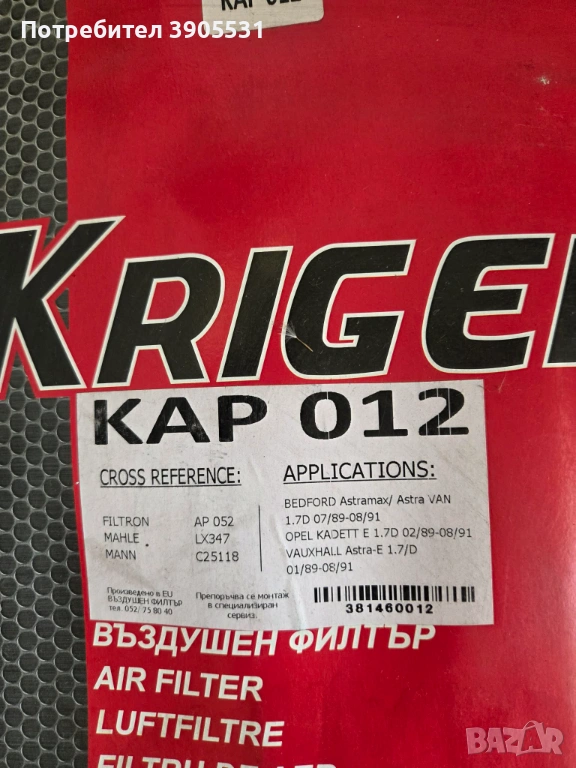 Потребител 3905531
KAP 012
KRIGE
KAP 012
CROSS REFERENCE:
FILTRON AP 052
MAHLE LX347
MANN C25118
APPLICATIONS:
BEDFORD Astramax/ Astra VAN
1.7D 07/89-08/91
OPEL KADETT E 1.7D 02/89-08/91
VAUXHALL Astra-E 1.7/D
01/89-08/91
Произведено в EU
ВЪЗДУШЕН ФИЛТЪР
тел. 052/ 75 80 40
Препоръчва се монтаж
в специализиран
сервиз.
381460012
ВЪЗДУШЕН ФИЛТЪР
AIR FILTER
LUFTFILTRE
BAZAR